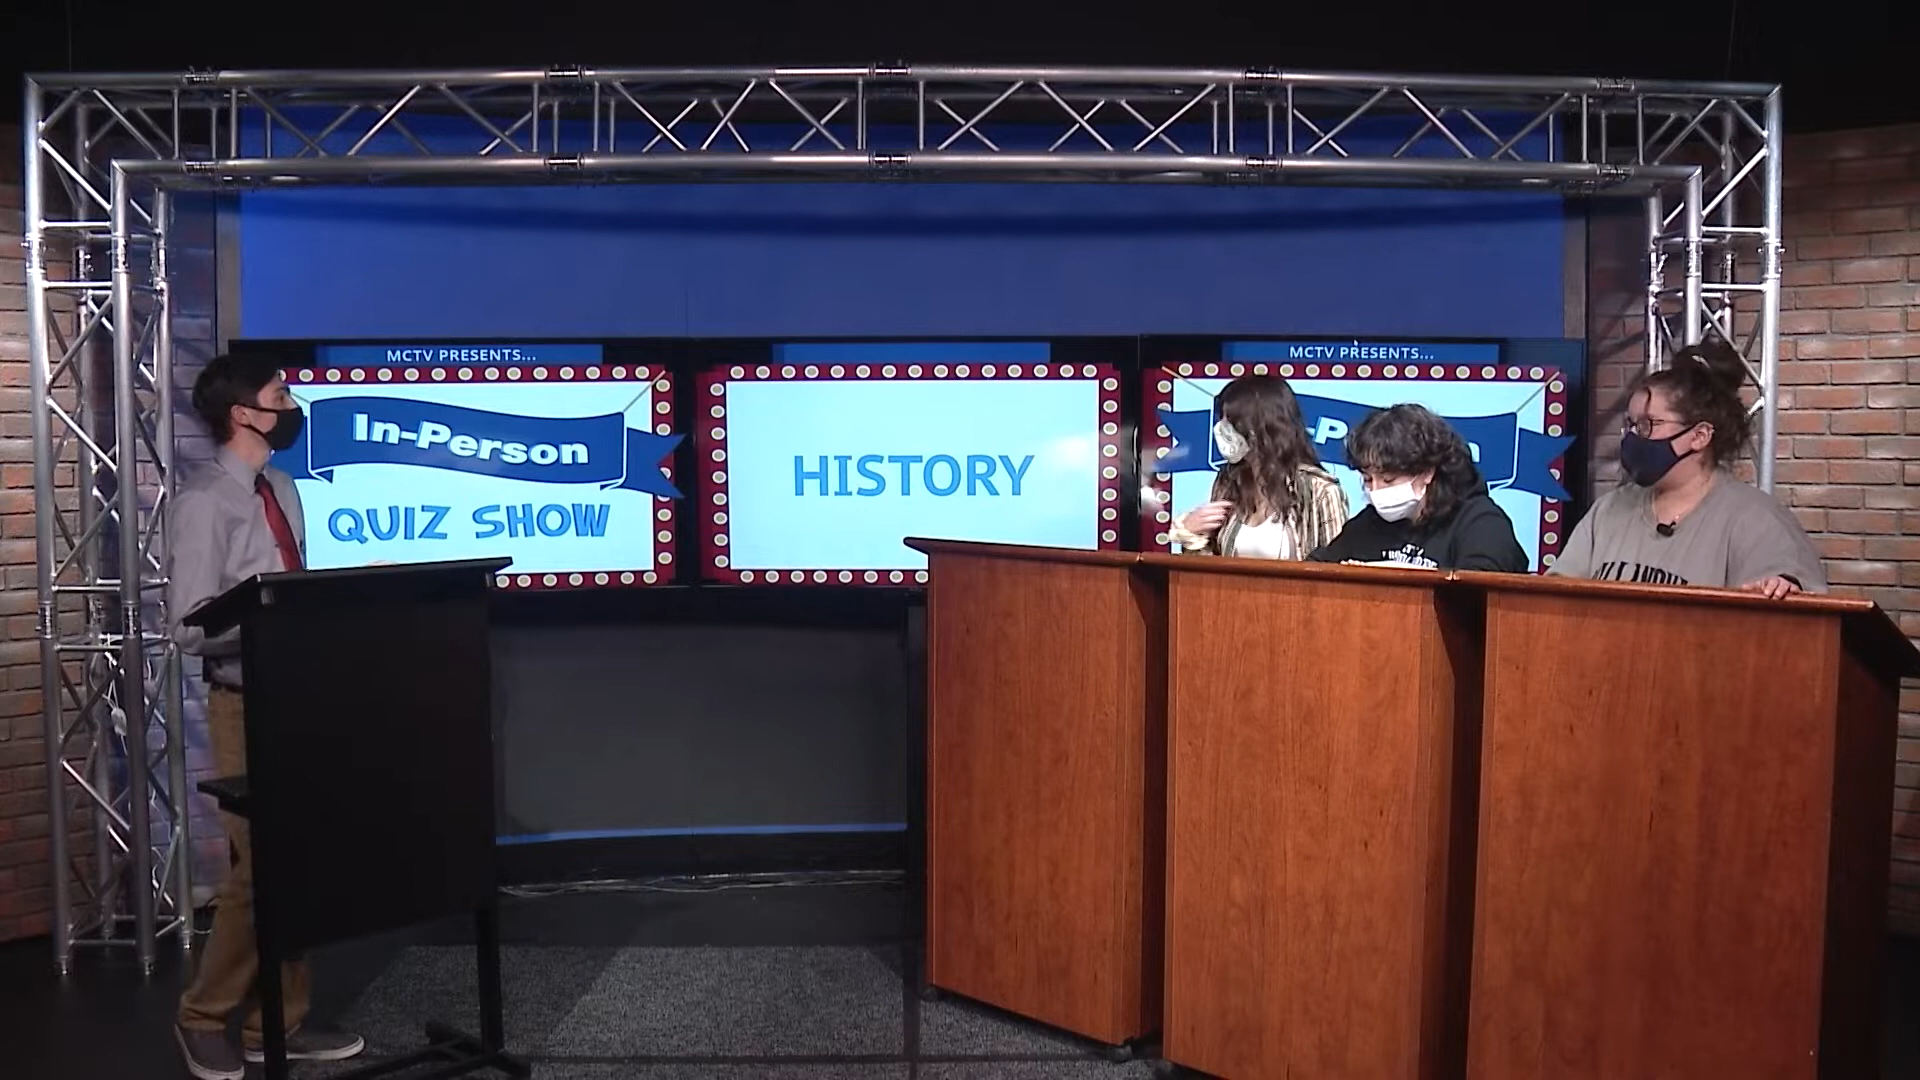 MCTV PRESENTS...
In-Person
QUIZ SHOW
HISTORY
MCTV PRESENTS...